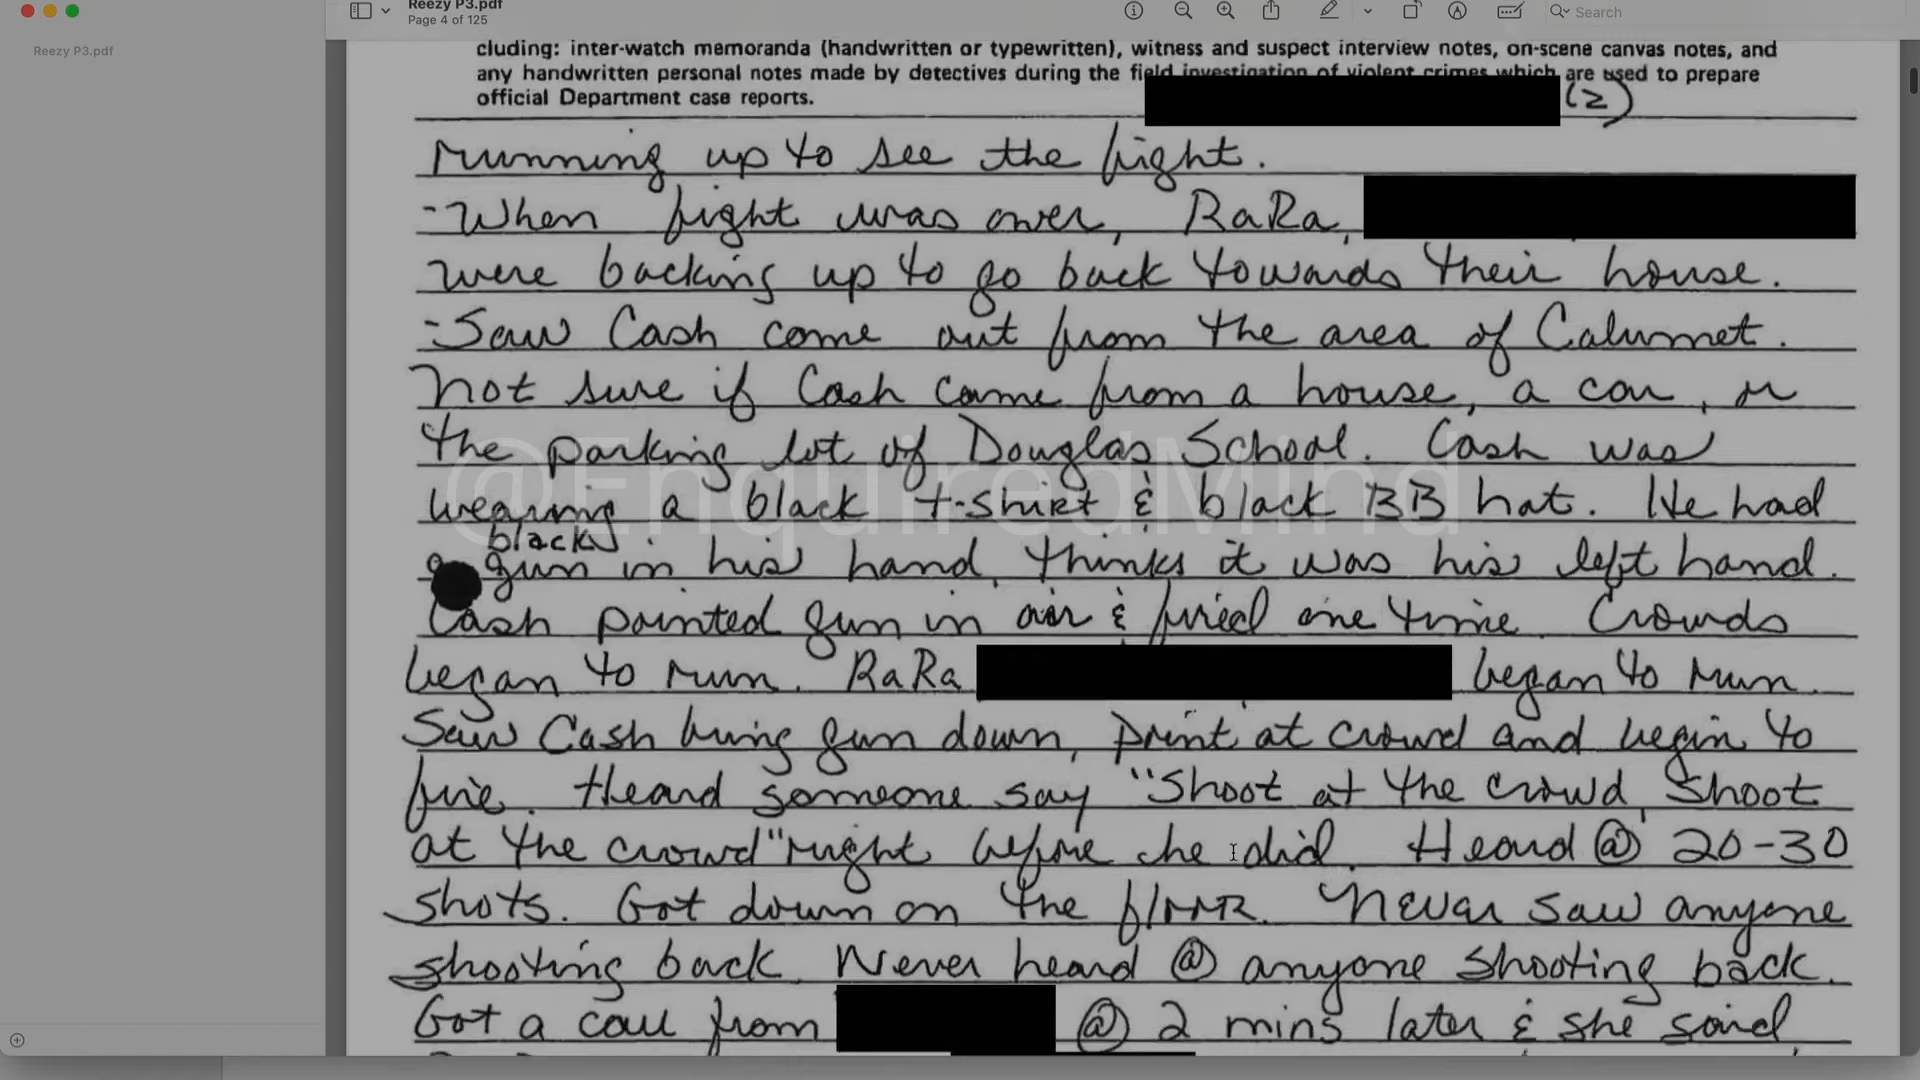 Reezy P3.pdf
Page 4 of 125
Search
Reezy P3.pdf
cluding: inter-watch memoranda (handwritten or typewritten), witness and suspect interview notes, on-scene canvas notes, and
any handwritten personal notes made by detectives during the field investigation of violent crimes which are used to prepare
official Department case reports.
(2)
running up to see the fight.
-When fight was over, RaRa,
were backing up to go back towards their house.
-Saw Cash come out from the area of Calumet.
Not sure if Cash came from a house, a car, or
the parking lot of Douglas School. Cash was
@EnquiredMind
wearing a black t-shirt & black BB hat. He had
black
a gun in his hand, thinks it was his left hand.
Cash pointed gun in air & fired one time. Crowds
began to run. RaRa began to run.
Saw Cash bring gun down, point at crowd and begin to
fire. Heard someone say "Shoot at the crowd, Shoot
at the crowd" right before he did. Heard @ 20-30
shots. Got down on the floor. Never saw anyone
shooting back. Never heard @ anyone shooting back.
Got a call from @ 2 mins later & she said,